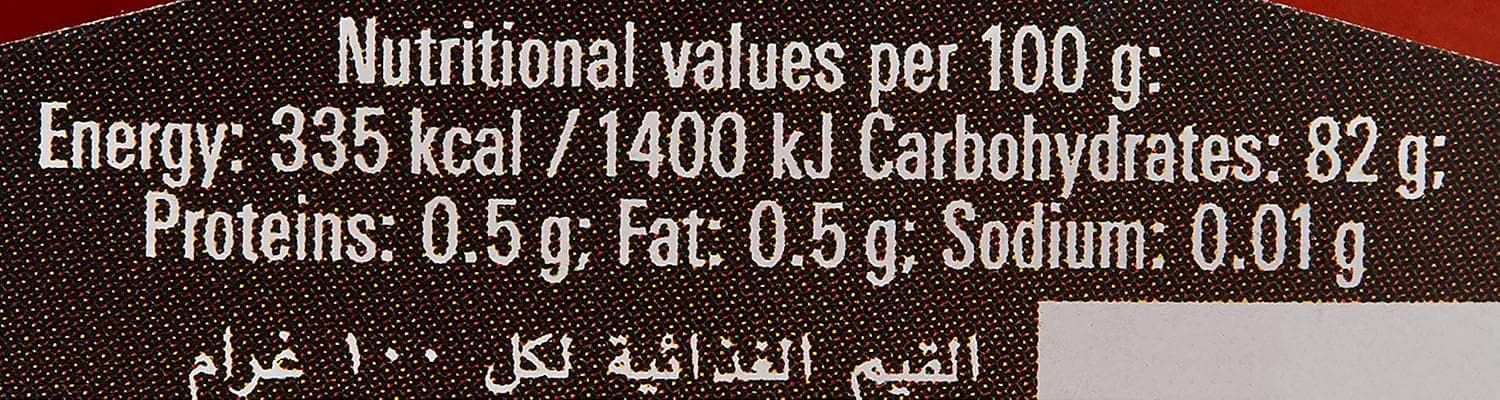 Nutritional values per 100 g:
Energy: 335 kcal / 1400 kJ Carbohydrates: 82 g;
Proteins: 0.5 g; Fat: 0.5 g; Sodium: 0.01 g
القيم الغذائية لكل ١٠٠ غرام